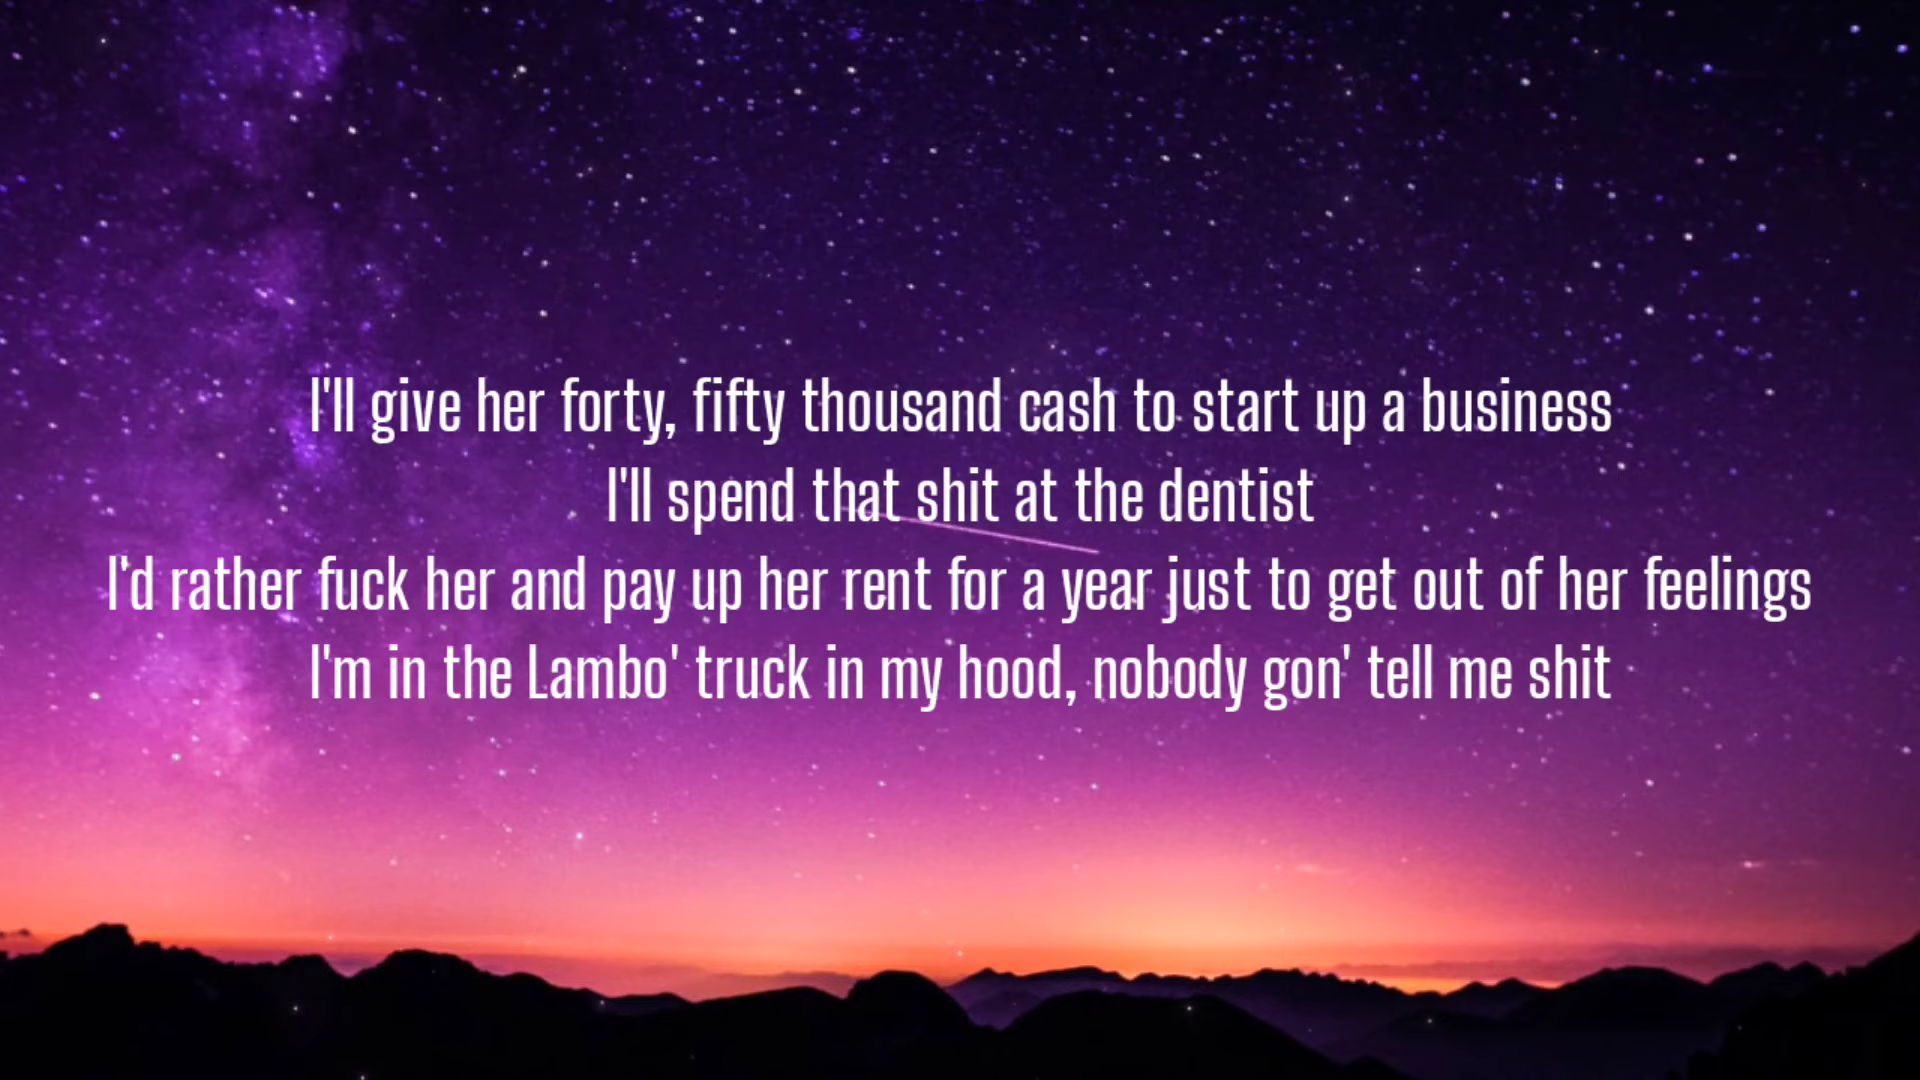 I'll give her forty, fifty thousand cash to start up a business
I'll spend that shit at the dentist
I'd rather fuck her and pay up her rent for a year just to get out of her feelings
I'm in the Lambo' truck in my hood, nobody gon' tell me shit